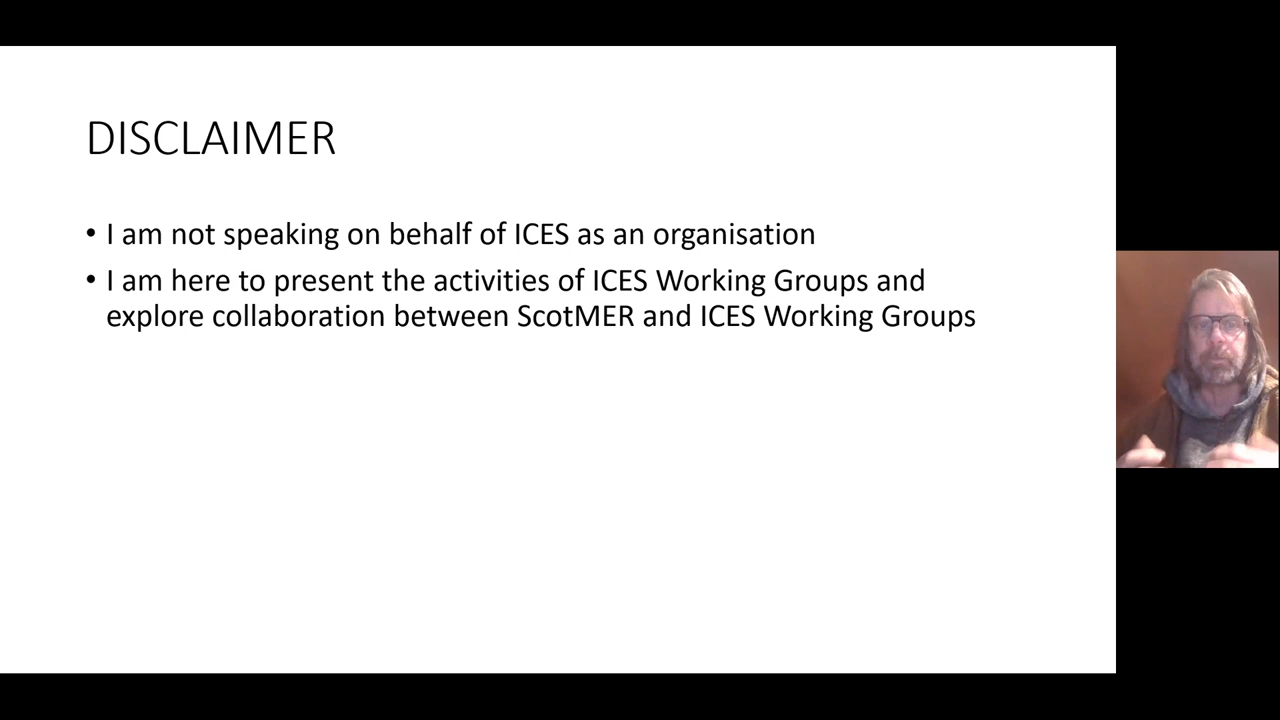 DISCLAIMER
• I am not speaking on behalf of ICES as an organisation
• I am here to present the activities of ICES Working Groups and
explore collaboration between ScotMER and ICES Working Groups